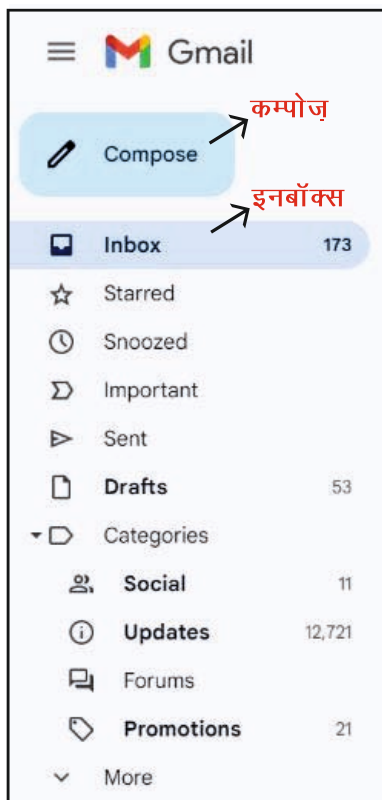 Gmail
कम्पोज़
Compose
इनबॉक्स
Inbox 173
Starred
Snoozed
Important
Sent
Drafts 53
Categories
Social 11
Updates 12,721
Forums
Promotions 21
More